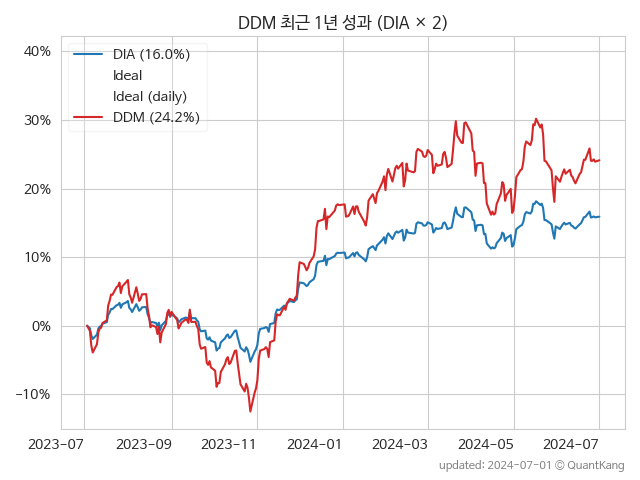 DDM 최근 1년 성과 (DIA × 2)
DIA (16.0%)
Ideal
Ideal (daily)
DDM (24.2%)
40%
30%
20%
10%
0%
−10%
2023−07
2023−09
2023−11
2024−01
2024−03
2024−05
2024−07
updated: 2024-07-01 © QuantKang